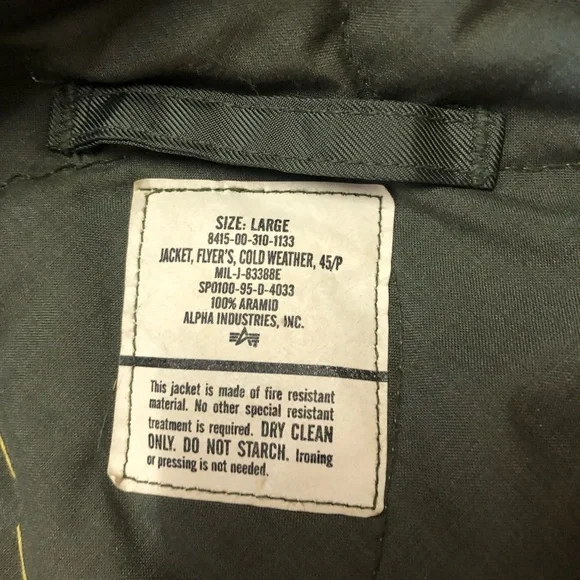 SIZE: LARGE
8415-00-310-1133
JACKET, FLYER'S, COLD WEATHER, 45/P
MIL-J-83388E
SPO100-95-D-4033
100% ARAMID
ALPHA INDUSTRIES, INC.
This jacket is made of fire resistant
material. No other special resistant
treatment is required. DRY CLEAN
ONLY. DO NOT STARCH. Ironing
or pressing is not needed.